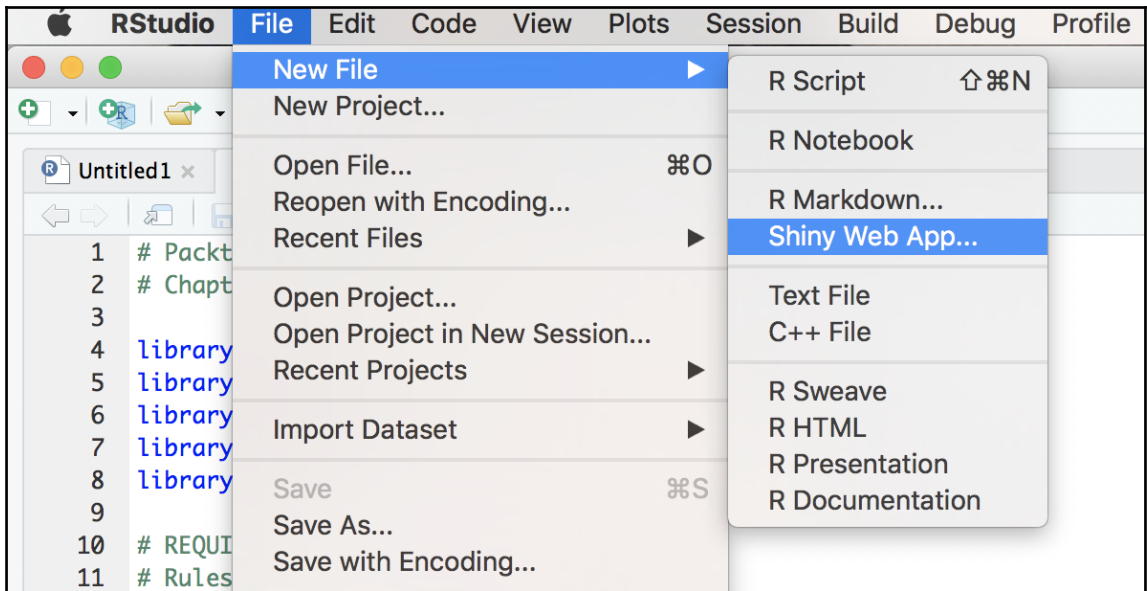 RStudio File Edit Code View Plots Session Build Debug Profile
New File
New Project...
Open File... ⌘O
Reopen with Encoding...
Recent Files
Open Project...
Open Project in New Session...
Recent Projects
Import Dataset
Save ⌘S
Save As...
Save with Encoding...
R Script ⇧⌘N
R Notebook
R Markdown...
Shiny Web App...
Text File
C++ File
R Sweave
R HTML
R Presentation
R Documentation
Untitled1
1 # Packt
2 # Chapt
3
4 library
5 library
6 library
7 library
8 library
9
10 # REQUI
11 # Rules